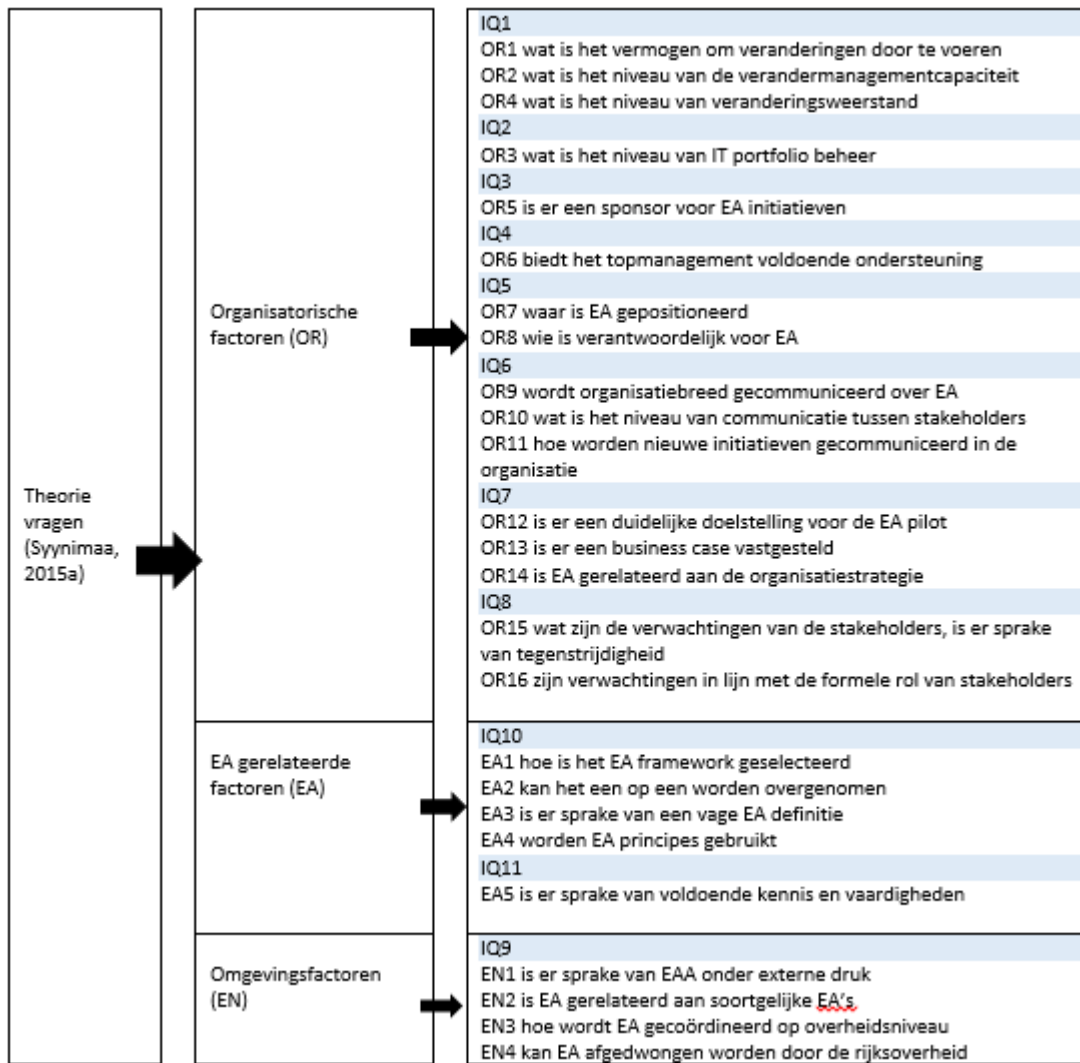 Theorie
vragen
(Syynimaa,
2015a)
Organisatorische
factoren (OR)
IQ1
OR1 wat is het vermogen om veranderingen door te voeren
OR2 wat is het niveau van de verandermanagementcapaciteit
OR4 wat is het niveau van veranderingsweerstand
IQ2
OR3 wat is het niveau van IT portfolio beheer
IQ3
OR5 is er een sponsor voor EA initiatieven
IQ4
OR6 biedt het topmanagement voldoende ondersteuning
IQ5
OR7 waar is EA gepositioneerd
OR8 wie is verantwoordelijk voor EA
IQ6
OR9 wordt organisatiebreed gecommuniceerd over EA
OR10 wat is het niveau van communicatie tussen stakeholders
OR11 hoe worden nieuwe initiatieven gecommuniceerd in de
organisatie
IQ7
OR12 is er een duidelijke doelstelling voor de EA pilot
OR13 is er een business case vastgesteld
OR14 is EA gerelateerd aan de organisatiestrategie
IQ8
OR15 wat zijn de verwachtingen van de stakeholders, is er sprake
van tegenstrijdigheid
OR16 zijn verwachtingen in lijn met de formele rol van stakeholders
EA gerelateerde
factoren (EA)
IQ10
EA1 hoe is het EA framework geselecteerd
EA2 kan het een op een worden overgenomen
EA3 is er sprake van een vage EA definitie
EA4 worden EA principes gebruikt
IQ11
EA5 is er sprake van voldoende kennis en vaardigheden
Omgevingsfactoren
(EN)
IQ9
EN1 is er sprake van EAA onder externe druk
EN2 is EA gerelateerd aan soortgelijke EA's
EN3 hoe wordt EA gecoördineerd op overheidsniveau
EN4 kan EA afgedwongen worden door de rijksoverheid